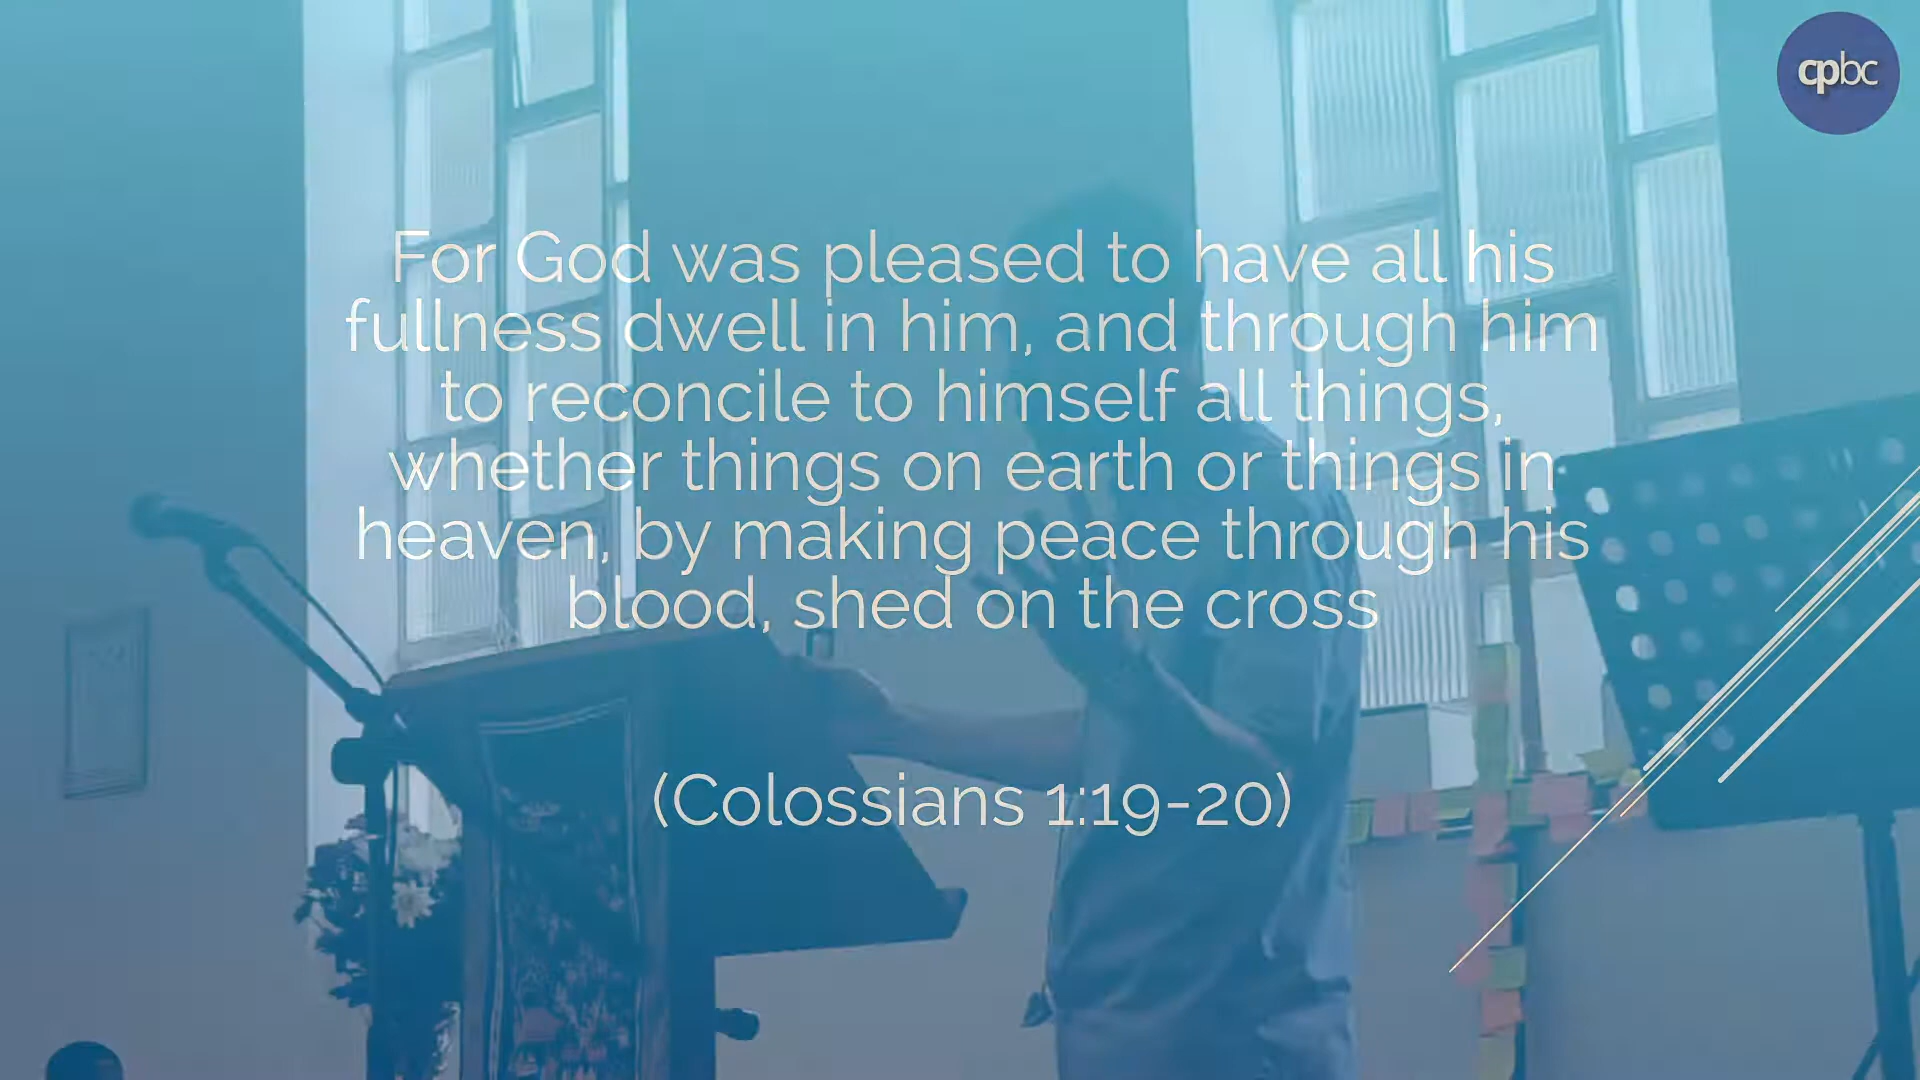 cpbc
For God was pleased to have all his
fullness dwell in him, and through him
to reconcile to himself all things,
whether things on earth or things in
heaven, by making peace through his
blood, shed on the cross
(Colossians 1:19-20)